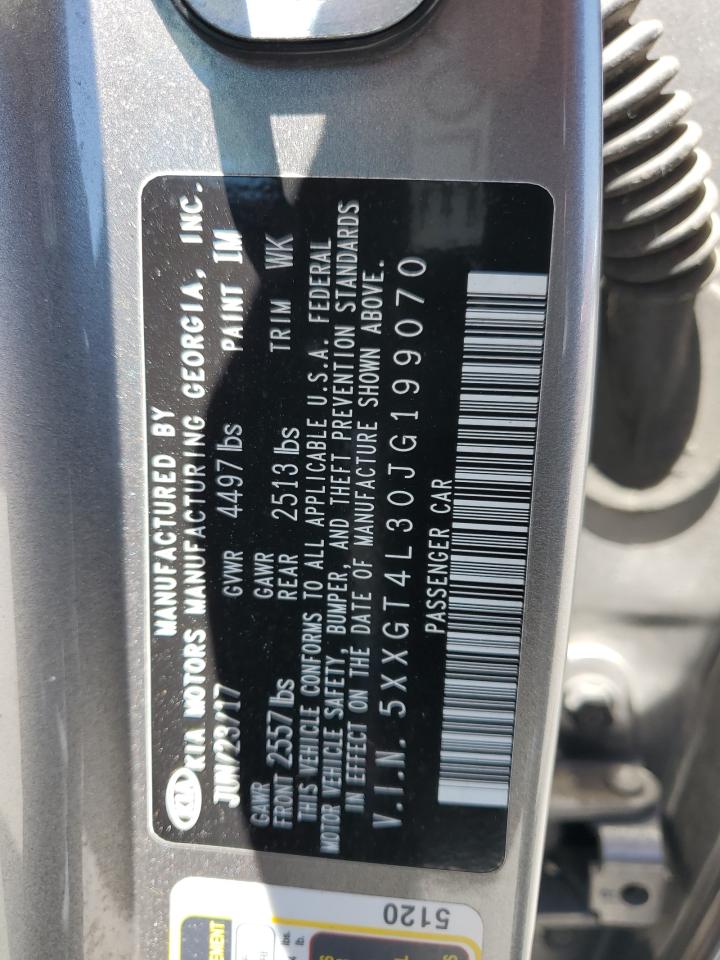 KIA
MANUFACTURED BY
KIA MOTORS MANUFACTURING GEORGIA, INC.
JUN/23/17 GVWR 4497 lbs PAINT IM
GAWR GAWR
FRONT 2557 lbs REAR 2513 lbs TRIM WK
THIS VEHICLE CONFORMS TO ALL APPLICABLE U.S.A. FEDERAL
MOTOR VEHICLE SAFETY, BUMPER, AND THEFT PREVENTION STANDARDS
IN EFFECT ON THE DATE OF MANUFACTURE SHOWN ABOVE.
V.I.N. 5XXGT4L30JG199070
PASSENGER CAR
5120